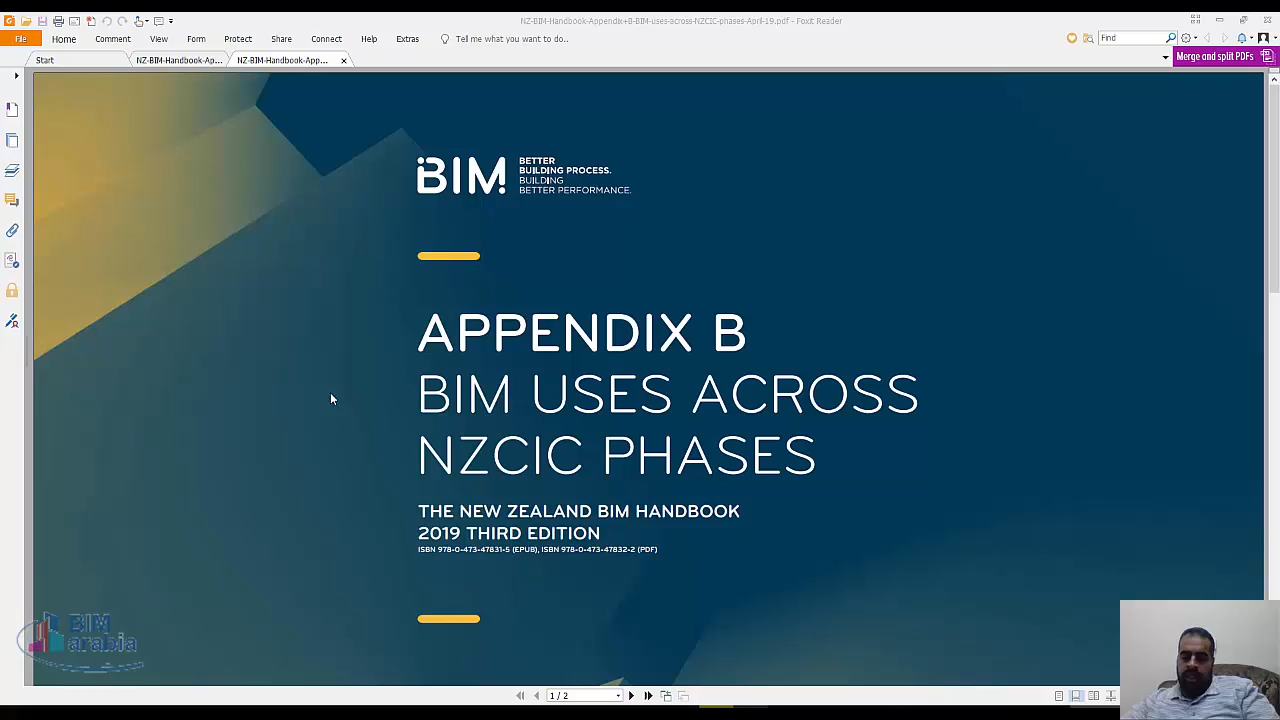 NZ-BIM-Handbook-Appendix+B-BIM-uses-across-NZCIC-phases-April-19.pdf - Foxit Reader
File Home Comment View Form Protect Share Connect Help Extras Tell me what you want to do.. Find
Start NZ-BIM-Handbook-Ap... NZ-BIM-Handbook-App... Merge and split PDFs
BIM
BETTER
BUILDING PROCESS.
BUILDING
BETTER PERFORMANCE.
APPENDIX B
BIM USES ACROSS
NZCIC PHASES
THE NEW ZEALAND BIM HANDBOOK
2019 THIRD EDITION
ISBN 978-0-473-47831-5 (EPUB), ISBN 978-0-473-47832-2 (PDF)
BIM
arabia
1 / 2